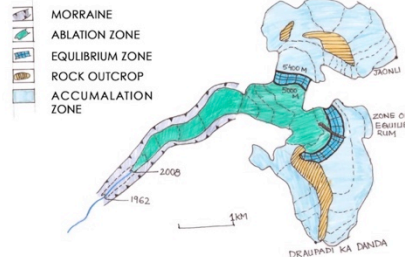 MORRAINE
ABLATION ZONE
EQULIBRIUM ZONE
ROCK OUTCROP
ACCUMALATION
ZONE
5400
M
5000
M
JAONLI
ZONE O
EQUILIB
RUM
2008
1962
1KM
DRAUPADI KA DANDA